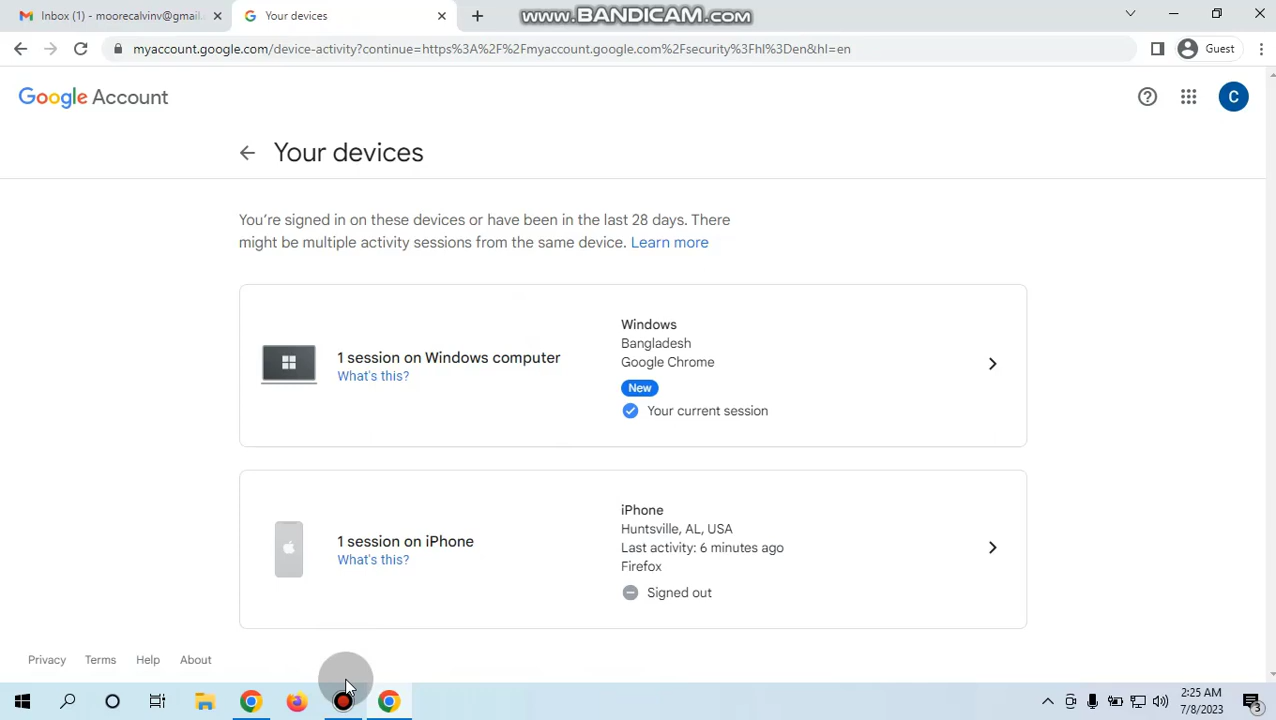 Inbox (1) - moorecalvinv@gmail.
Your devices
www.BANDICAM.com
myaccount.google.com/device-activity?continue=https%3A%2F%2Fmyaccount.google.com%2Fsecurity%3Fhl%3Den&hl=en
Guest
Google Account
C
Your devices
You're signed in on these devices or have been in the last 28 days. There
might be multiple activity sessions from the same device. Learn more
1 session on Windows computer
What's this?
Windows
Bangladesh
Google Chrome
New
Your current session
1 session on iPhone
What's this?
iPhone
Huntsville, AL, USA
Last activity: 6 minutes ago
Firefox
Signed out
Privacy Terms Help About
2:25 AM
7/8/2023
3